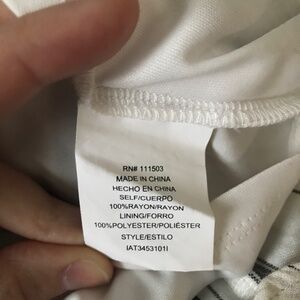 RN# 111503
MADE IN CHINA
HECHO EN CHINA
SELF/CUERPO
100%RAYON/RAYON
LINING/FORRO
100%POLYESTER/POLIÉSTER
STYLE/ESTILO
IAT3453101I